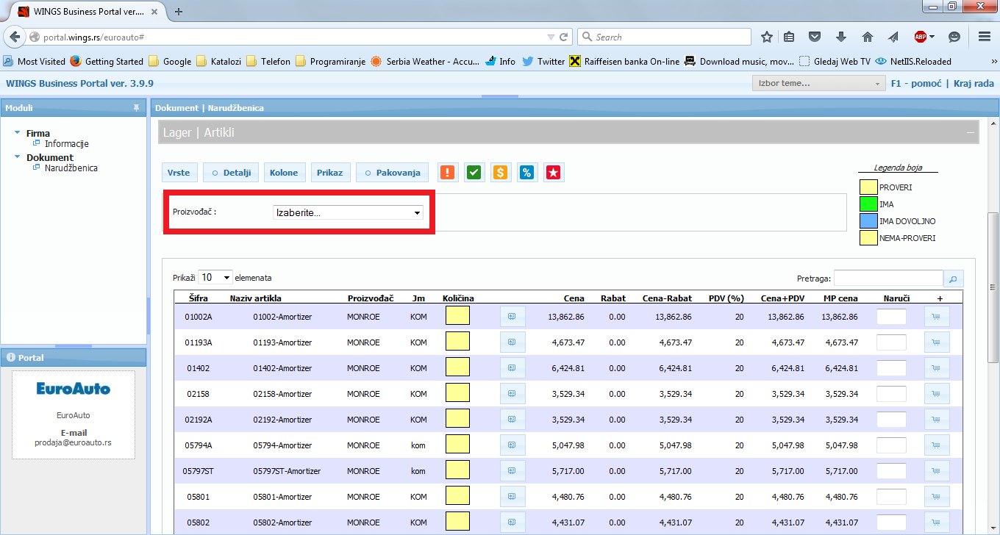 WINGS Business Portal ver....
portal.wings.rs/euroauto#
Search
ABP
Most Visited Getting Started Google Katalozi Telefon Programiranje Serbia Weather - Accu... Info Twitter Raiffeisen banka On-line Download music, mov... Gledaj Web TV NetIIS.Reloaded
WINGS Business Portal ver. 3.9.9
Izbor teme... F1 - pomoć | Kraj rada
Moduli
Dokument | Narudžbenica
Firma
Informacije
Dokument
Narudžbenica
Lager | Artikli
Vrste Detalji Kolone Prikaz Pakovanja
Legenda boja
PROVERI
IMA
IMA DOVOLJNO
NEMA-PROVERI
Proizvođač : Izaberite...
Prikaži 10 elemenata
Pretraga:
Šifra Naziv artikla Proizvođač Jm Količina Cena Rabat Cena-Rabat PDV (%) Cena+PDV MP cena Naruči +
01002A 01002-Amortizer MONROE KOM 13,862.86 0.00 13,862.86 20 13,862.86 13,862.86
01193A 01193-Amortizer MONROE KOM 4,673.47 0.00 4,673.47 20 4,673.47 4,673.47
01402 01402-Amortizer MONROE KOM 6,424.81 0.00 6,424.81 20 6,424.81 6,424.81
02158 02158-Amortizer MONROE KOM 3,529.34 0.00 3,529.34 20 3,529.34 3,529.34
02192A 02192-Amortizer MONROE KOM 3,529.34 0.00 3,529.34 20 3,529.34 3,529.34
05794A 05794-Amortizer MONROE kom 5,047.98 0.00 5,047.98 20 5,047.98 5,047.98
05797ST 05797ST-Amortizer MONROE kom 5,717.00 0.00 5,717.00 20 5,717.00 5,717.00
05801 05801-Amortizer MONROE KOM 4,480.76 0.00 4,480.76 20 4,480.76 4,480.76
05802 05802-Amortizer MONROE KOM 4,431.07 0.00 4,431.07 20 4,431.07 4,431.07
Portal
EuroAuto
EuroAuto
E-mail
prodaja@euroauto.rs